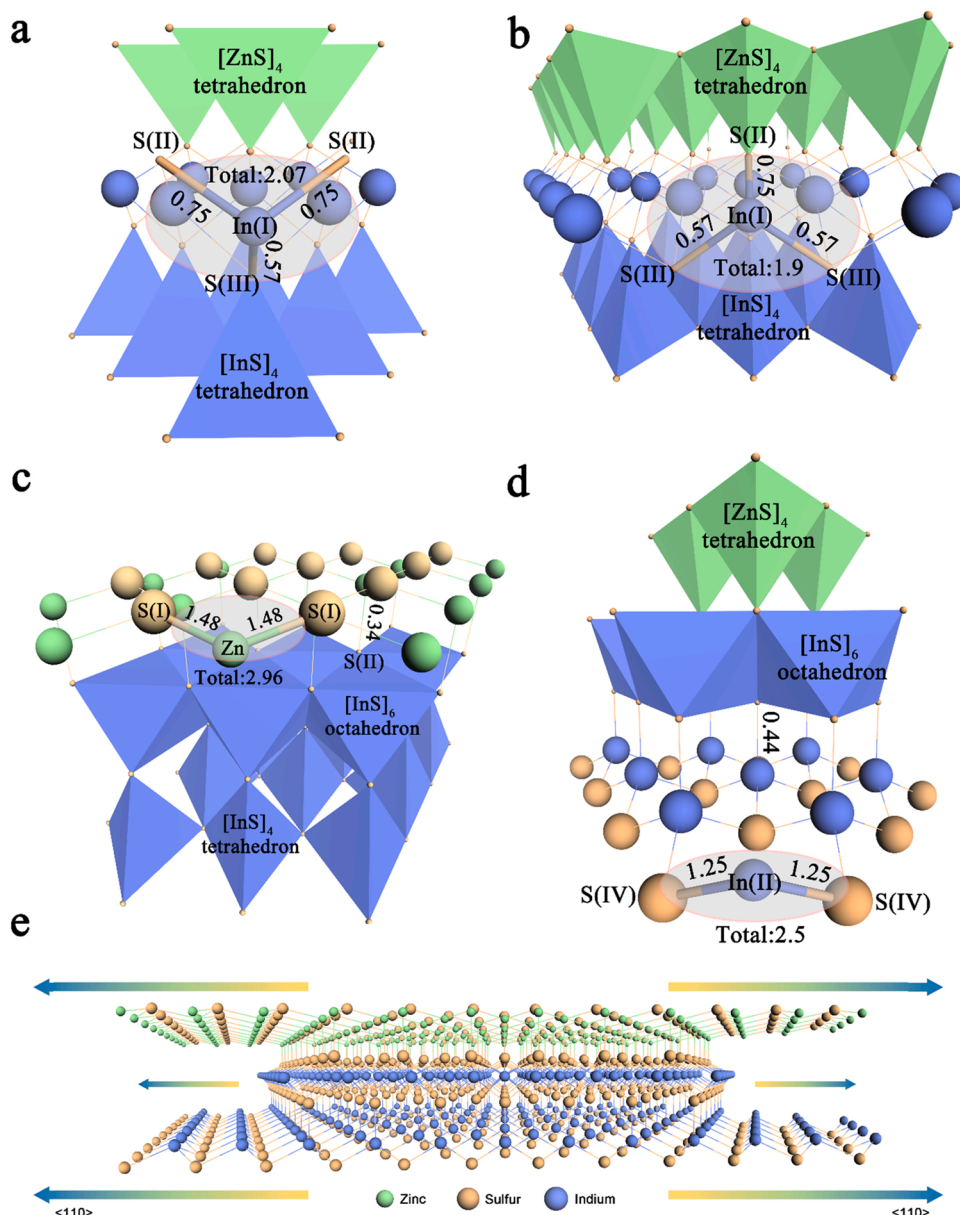 a
[ZnS]4
tetrahedron
S(II)
S(II)
Total:2.07
0.75
In(I)
0.75
0.57
S(III)
[InS]4
tetrahedron
b
[ZnS]4
tetrahedron
S(II)
0.75
In(I)
0.57
0.57
S(III)
Total:1.9
S(III)
[InS]4
tetrahedron
c
S(I)
1.48
1.48
S(I)
0.34
Zn
S(II)
Total:2.96
[InS]6
octahedron
[InS]4
tetrahedron
d
[ZnS]4
tetrahedron
[InS]6
octahedron
0.44
1.25
In(II)
1.25
S(IV)
S(IV)
Total:2.5
e
Zinc
Sulfur
Indium
<110>
<110>